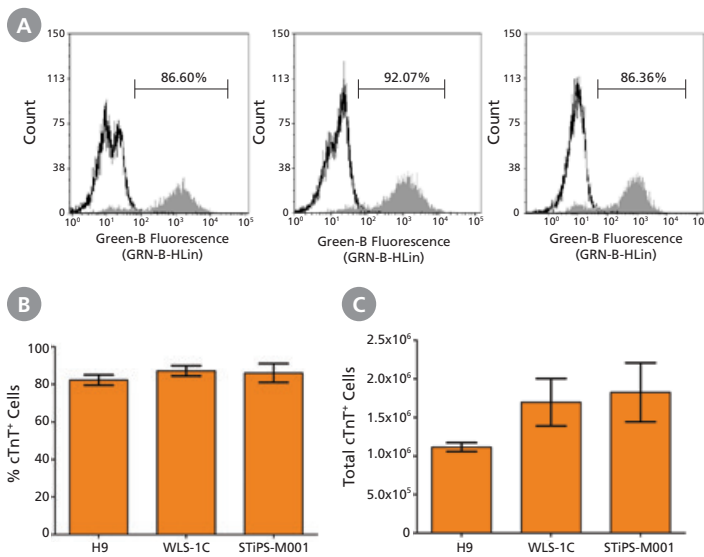 A
150
113
75
38
0
Count
86.60%
10⁰ 10¹ 10² 10³ 10⁴ 10⁵
Green-B Fluorescence
(GRN-B-HLin)
150
113
75
38
0
Count
92.07%
10⁰ 10¹ 10² 10³ 10⁴ 10⁵
Green-B Fluorescence
(GRN-B-HLin)
150
113
75
38
0
Count
86.36%
10⁰ 10¹ 10² 10³ 10⁴
Green-B Fluorescence
(GRN-B-HLin)
B
100
80
60
40
20
0
% cTnT⁺ Cells
H9 WLS-1C STiPS-M001
C
2.5x10⁶
2.0x10⁶
1.5x10⁶
1.0x10⁶
5.0x10⁵
0
Total cTnT⁺ Cells
H9 WLS-1C STiPS-M001